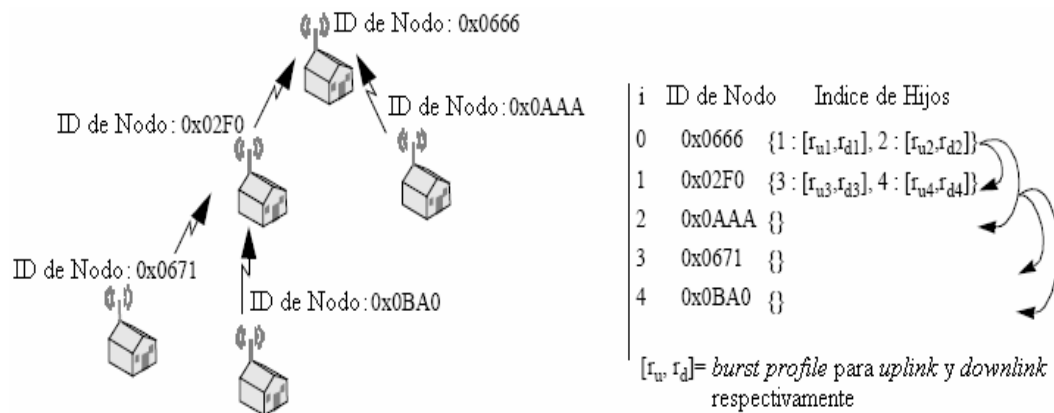 ID de Nodo: 0x0666
ID de Nodo: 0x02F0
ID de Nodo: 0x0AAA
ID de Nodo: 0x0671
ID de Nodo: 0x0BA0
i ID de Nodo Indice de Hijos
0 0x0666 {1 : [ru1,rd1], 2 : [ru2,rd2]}
1 0x02F0 {3 : [ru3,rd3], 4 : [ru4,rd4]}
2 0x0AAA {}
3 0x0671 {}
4 0x0BA0 {}
[ru, rd]= burst profile para uplink y downlink
respectivamente